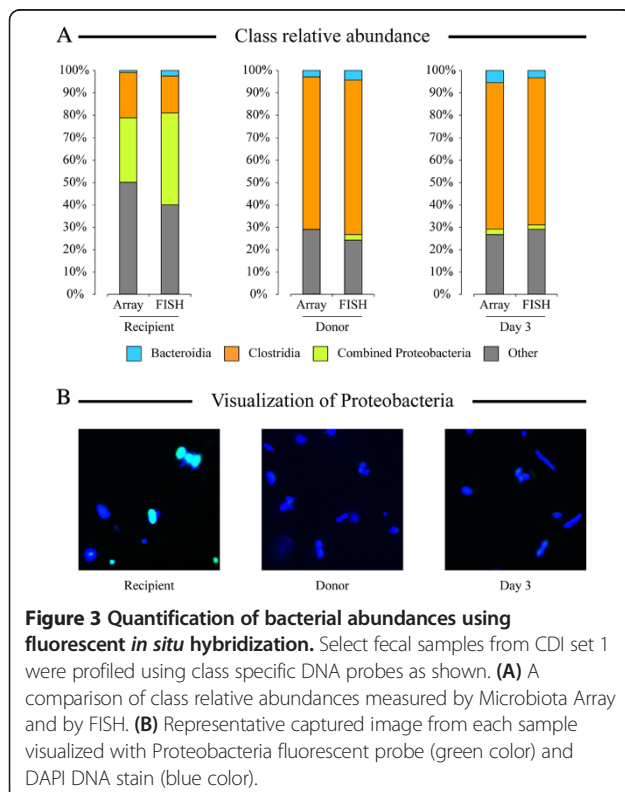 A Class relative abundance
100% 100% 100%
90% 90% 90%
80% 80% 80%
70% 70% 70%
60% 60% 60%
50% 50% 50%
40% 40% 40%
30% 30% 30%
20% 20% 20%
10% 10% 10%
0% 0% 0%
Array FISH Array FISH Array FISH
Recipient Donor Day 3
Bacteroidia Clostridia Combined Proteobacteria Other
B Visualization of Proteobacteria
Recipient Donor Day 3
Figure 3 Quantification of bacterial abundances using
fluorescent in situ hybridization. Select fecal samples from CDI set 1
were profiled using class specific DNA probes as shown. (A) A
comparison of class relative abundances measured by Microbiota Array
and by FISH. (B) Representative captured image from each sample
visualized with Proteobacteria fluorescent probe (green color) and
DAPI DNA stain (blue color).